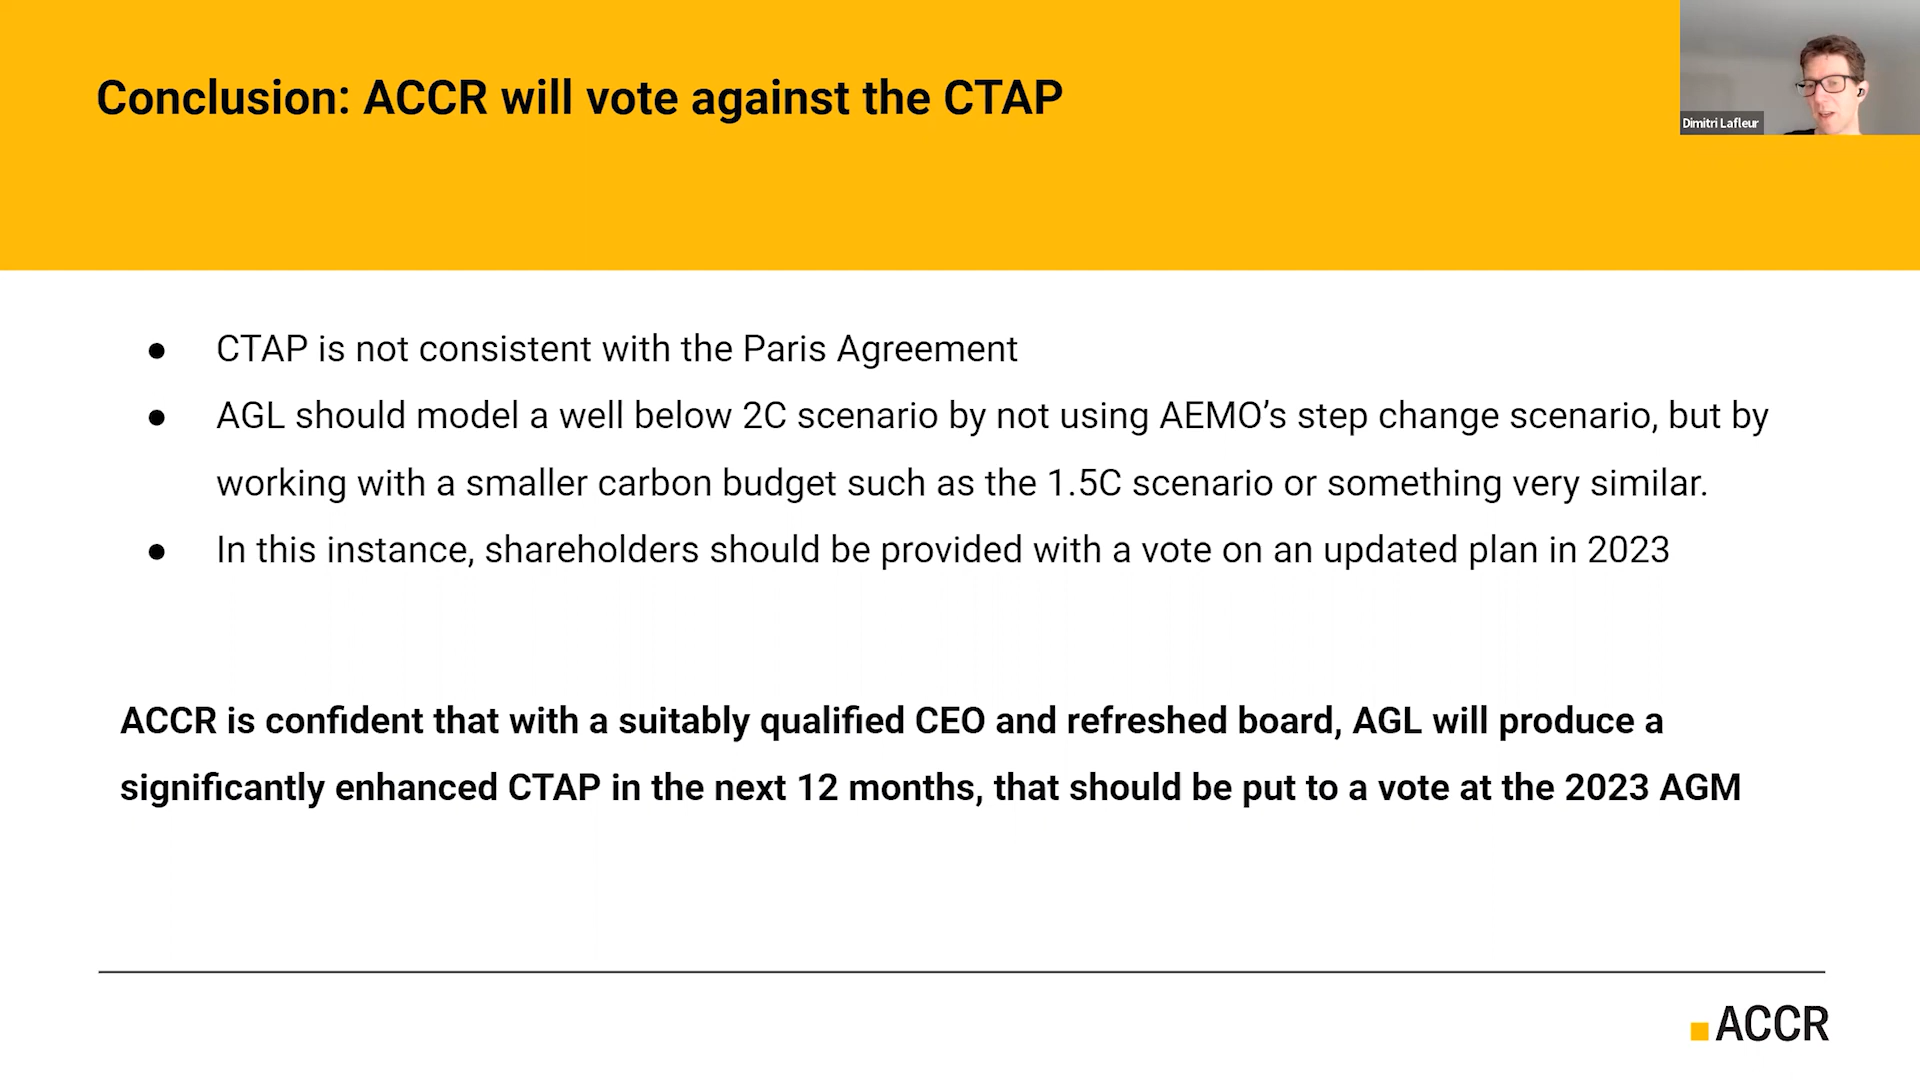 Conclusion: ACCR will vote against the CTAP
Dimitri Lafleur
● CTAP is not consistent with the Paris Agreement
● AGL should model a well below 2C scenario by not using AEMO’s step change scenario, but by
working with a smaller carbon budget such as the 1.5C scenario or something very similar.
● In this instance, shareholders should be provided with a vote on an updated plan in 2023
ACCR is confident that with a suitably qualified CEO and refreshed board, AGL will produce a
significantly enhanced CTAP in the next 12 months, that should be put to a vote at the 2023 AGM
ACCR